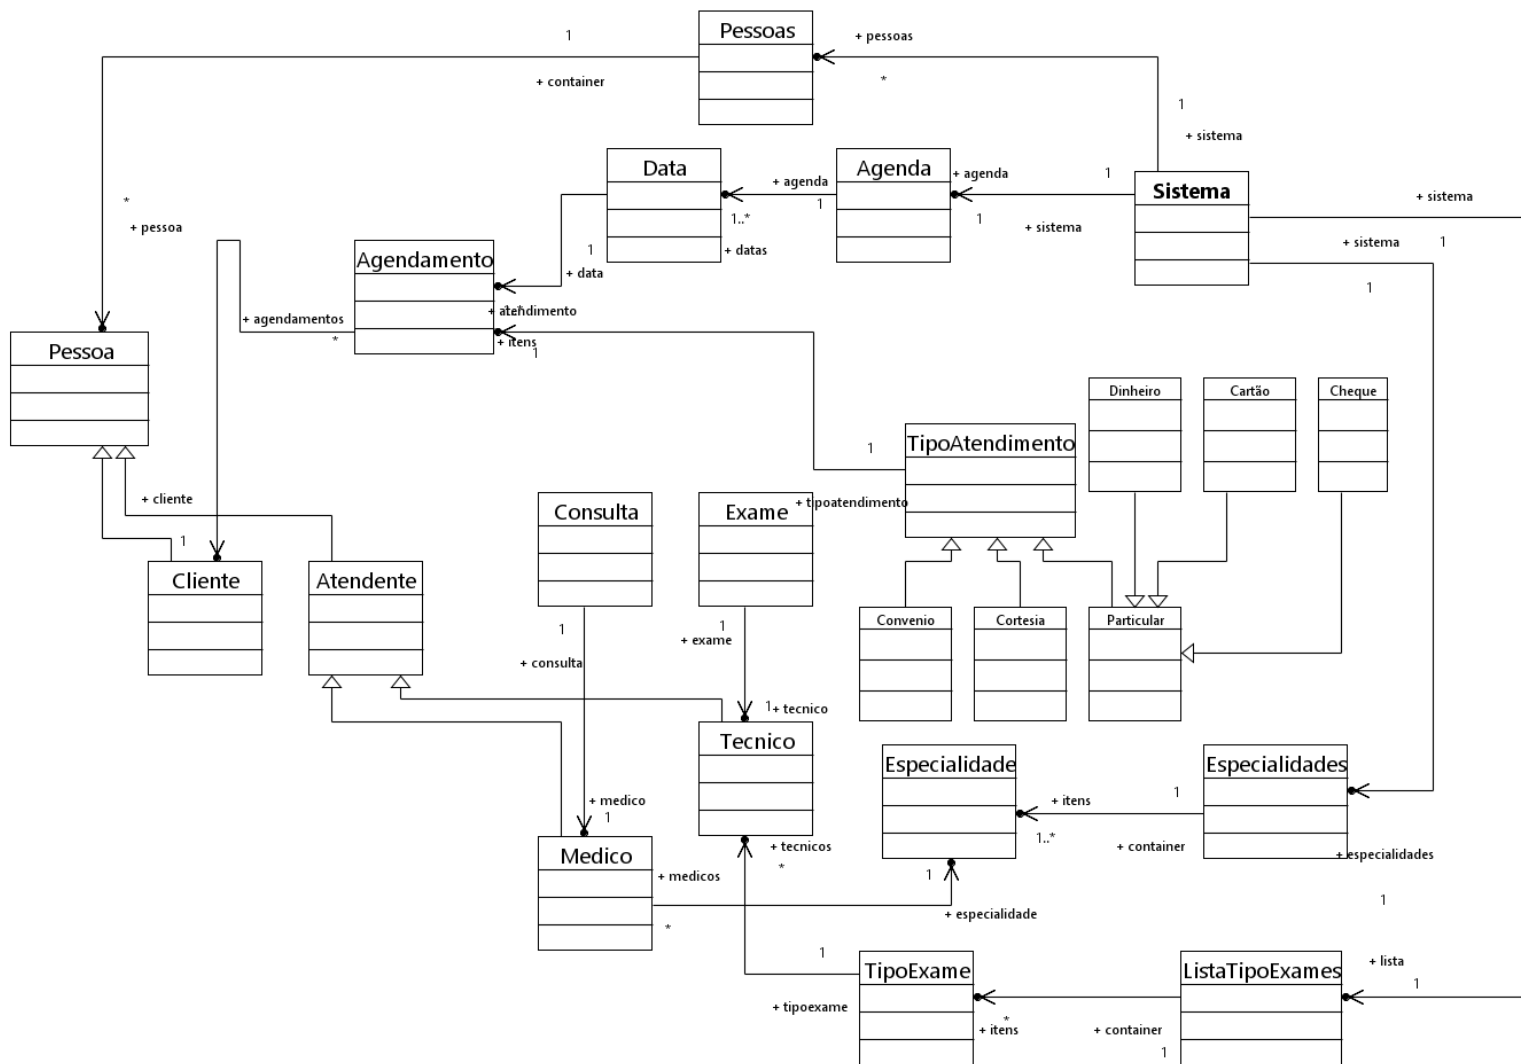 Pessoas
1
+ pessoas
+ container
*
1
+ sistema
Data
Agenda
Sistema
+ agenda
+ agenda
1
+ sistema
1..*
1
1
*
+ pessoa
+ datas
+ sistema
+ sistema
1
Agendamento
1
+ data
1
+ agendamentos
*
+ atendimento
+ itens
1
Pessoa
Dinheiro
Cartão
Cheque
TipoAtendimento
1
+ cliente
+ tipoatendimento
Consulta
Exame
1
Cliente
Atendente
1
+ consulta
1
+ exame
Convenio
Cortesia
Particular
1
+ tecnico
Tecnico
Especialidade
Especialidades
+ medico
1
+ itens
1
1..*
+ container
+ especialidades
Medico
+ tecnicos
*
+ medicos
1
*
+ especialidade
1
1
TipoExame
ListaTipoExames
+ lista
1
+ tipoexame
*
+ itens
+ container
1